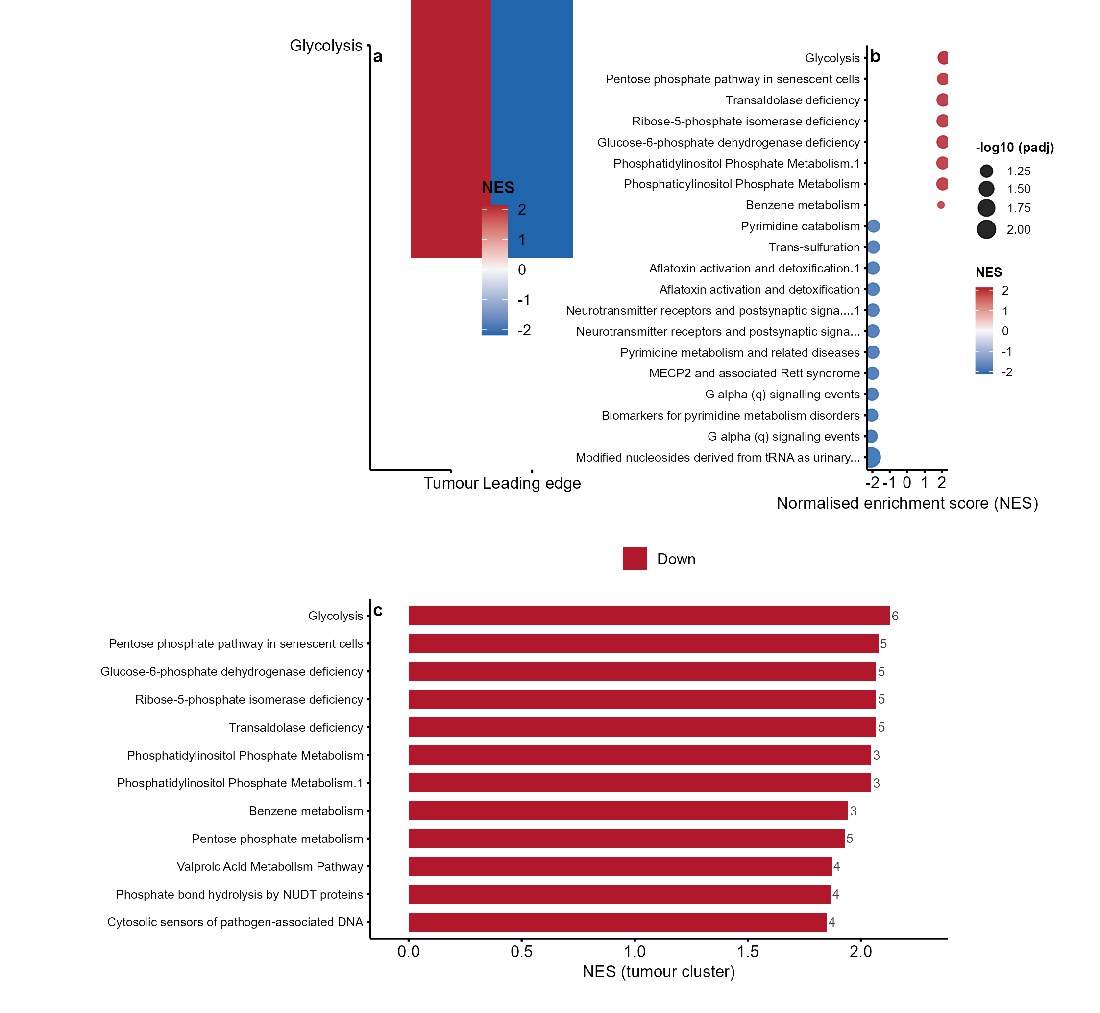 Glycolysis
a
NES
2
1
0
-1
-2
Tumour Leading edge
b
Glycolysis
Pentose phosphate pathway in senescent cells
Transaldolase deficiency
Ribose-5-phosphate isomerase deficiency
Glucose-6-phosphate dehydrogenase deficiency
Phosphatidylinositol Phosphate Metabolism.1
Phosphatidylinositol Phosphate Metabolism
Benzene metabolism
Pyrimidine catabolism
Trans-sulfuration
Aflatoxin activation and detoxification.1
Aflatoxin activation and detoxification
Neurotransmitter receptors and postsynaptic signa....1
Neurotransmitter receptors and postsynaptic signa...
Pyrimidine metabolism and related diseases
MECP2 and associated Rett syndrome
G alpha (q) signalling events
Biomarkers for pyrimidine metabolism disorders
G alpha (q) signaling events
Modified nucleosides derived from tRNA as urinary...
-2 -1 0 1 2
Normalised enrichment score (NES)
-log10 (padj)
1.25
1.50
1.75
2.00
NES
2
1
0
-1
-2
Down
c
Glycolysis 6
Pentose phosphate pathway in senescent cells 5
Glucose-6-phosphate dehydrogenase deficiency 5
Ribose-5-phosphate isomerase deficiency 5
Transaldolase deficiency 5
Phosphatidylinositol Phosphate Metabolism 3
Phosphatidylinositol Phosphate Metabolism.1 3
Benzene metabolism 3
Pentose phosphate metabolism 5
Valproic Acid Metabolism Pathway 4
Phosphate bond hydrolysis by NUDT proteins 4
Cytosolic sensors of pathogen-associated DNA 4
0.0 0.5 1.0 1.5 2.0
NES (tumour cluster)